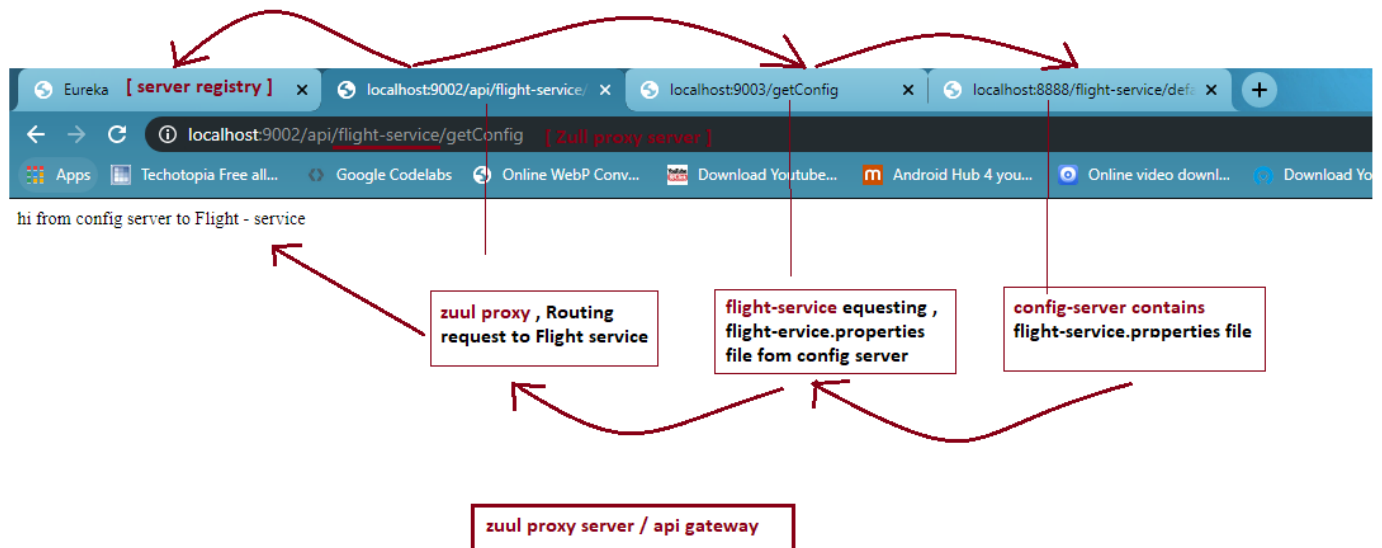 Eureka [ server registry ] localhost:9002/api/flight-service/ localhost:9003/getConfig localhost:8888/flight-service/defa
localhost:9002/api/flight-service/getConfig [ Zull proxy server ]
Apps Techotopia Free all... Google Codelabs Online WebP Conv... Download Youtube... Android Hub 4 you... Online video downl... Download Yo
hi from config server to Flight - service
zuul proxy , Routing
request to Flight service
flight-service equesting ,
flight-ervice.properties
file fom config server
config-server contains
flight-service.properties file
zuul proxy server / api gateway